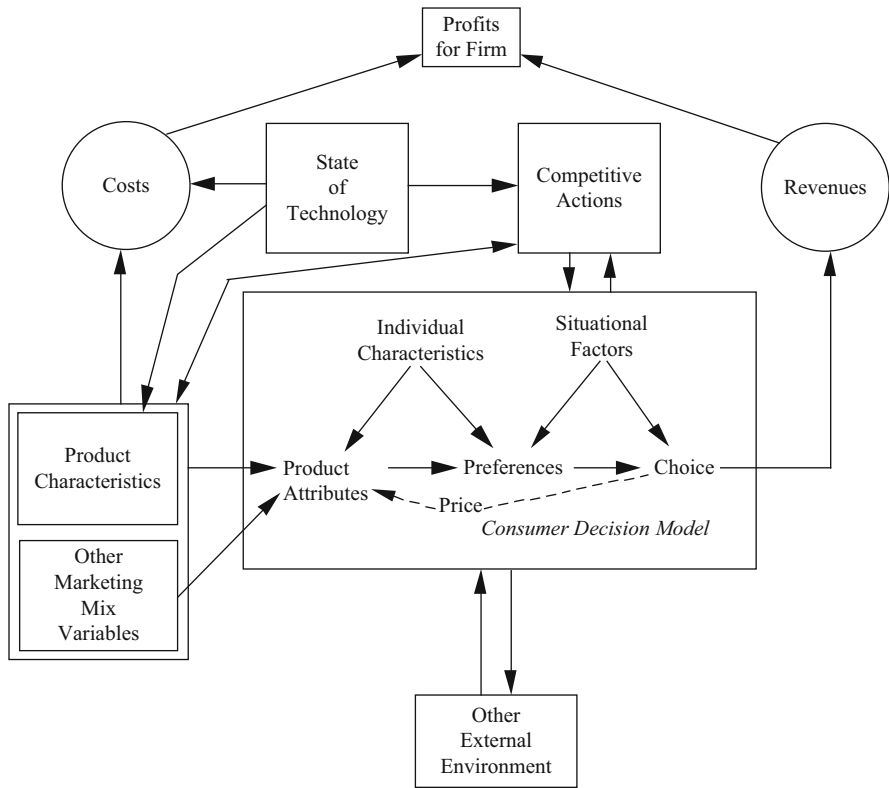 Profits
for Firm
Costs
State
of
Technology
Competitive
Actions
Revenues
Individual
Characteristics
Situational
Factors
Product
Characteristics
Product
Attributes
Preferences
Choice
Price
Consumer Decision Model
Other
Marketing
Mix
Variables
Other
External
Environment